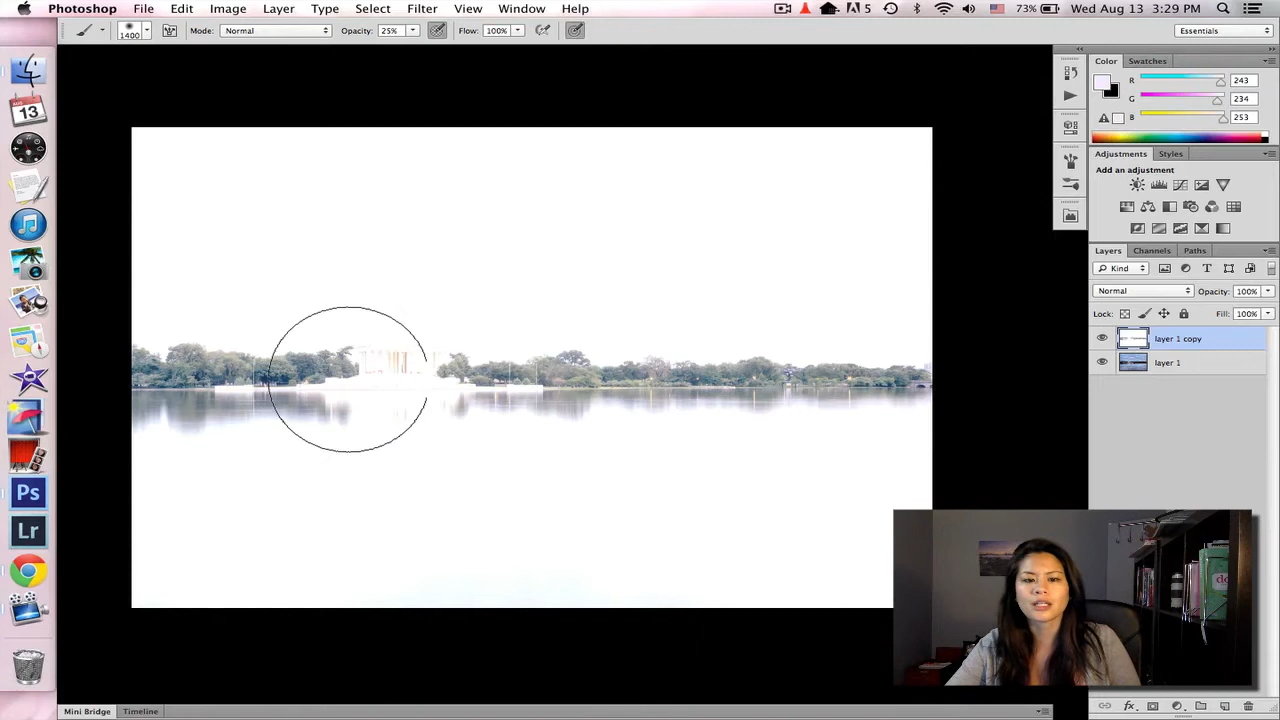 Photoshop File Edit Image Layer Type Select Filter View Window Help 5 73% Wed Aug 13 3:29 PM
1400 Mode: Normal Opacity: 25% Flow: 100% Essentials
Color Swatches
R 243
G 234
B 253
Adjustments Styles
Add an adjustment
Layers Channels Paths
Kind
Normal Opacity: 100%
Lock: Fill: 100%
layer 1 copy
layer 1
AUG
13
Ps
Lr
fx
Mini Bridge Timeline